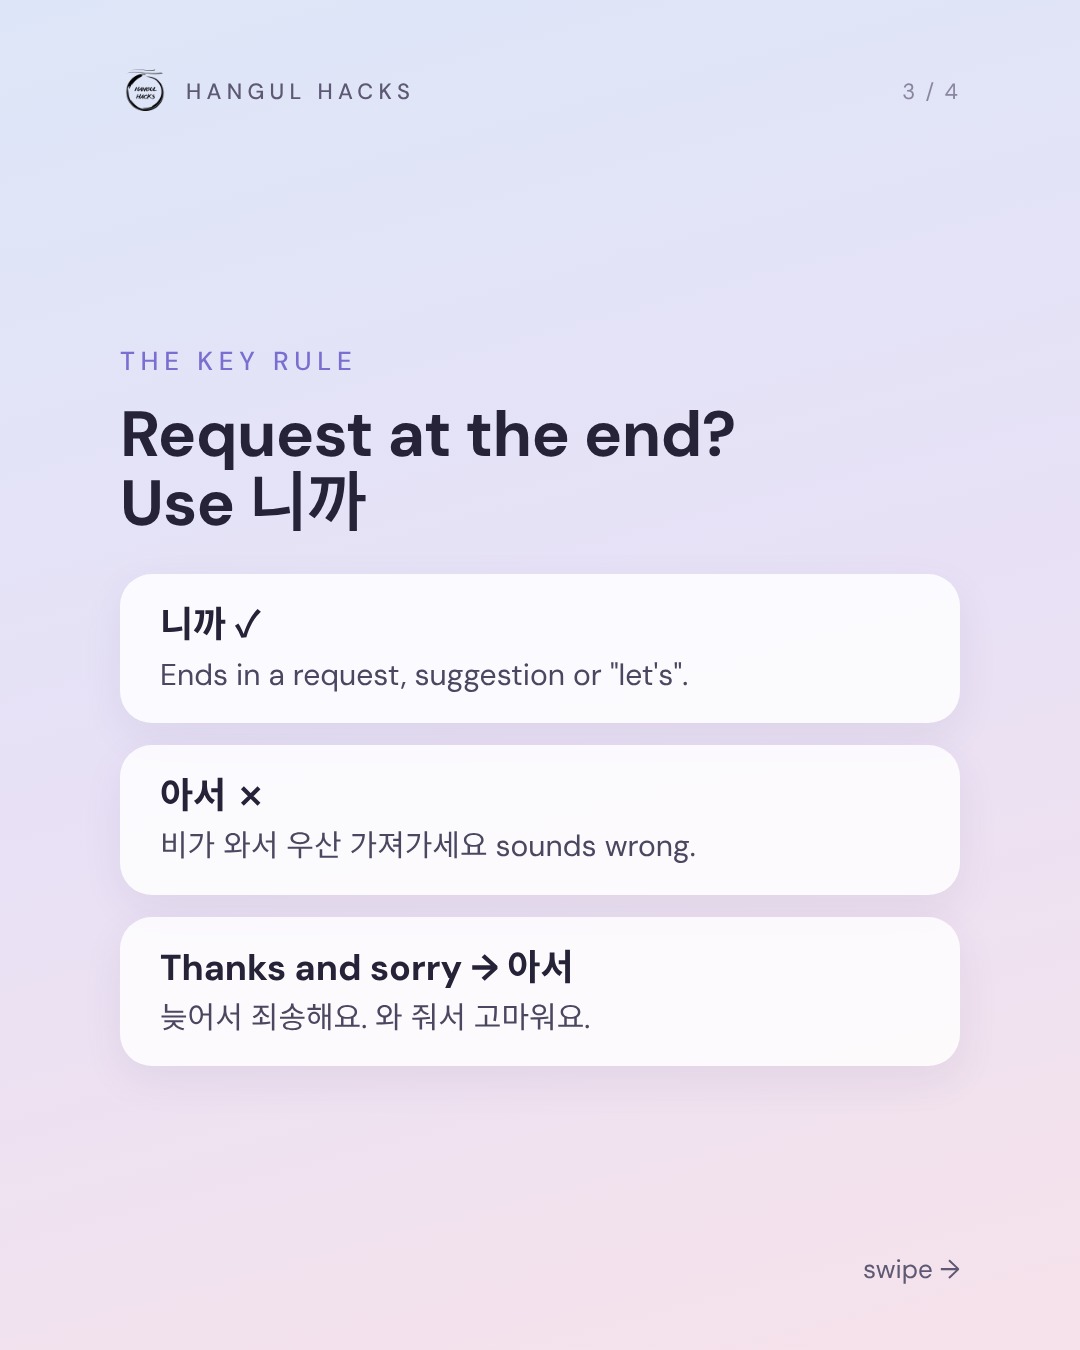 HANGUL HACKS
HANGUL HACKS
3 / 4
THE KEY RULE
Request at the end?
Use 니까
니까 ✓
Ends in a request, suggestion or "let's".
아서 ×
비가 와서 우산 가져가세요 sounds wrong.
Thanks and sorry → 아서
늦어서 죄송해요. 와 줘서 고마워요.
swipe →